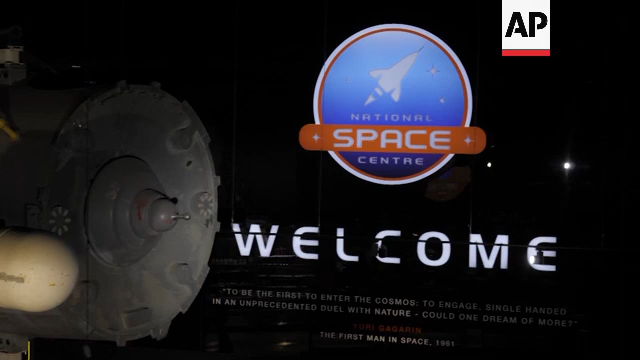 AP
NATIONAL
SPACE
CENTRE
WELCOME
"TO BE THE FIRST TO ENTER THE COSMOS: TO ENGAGE, SINGLE HANDED
IN AN UNPRECEDENTED DUEL WITH NATURE - COULD ONE DREAM OF MORE?"
YURI GAGARIN
THE FIRST MAN IN SPACE, 1961